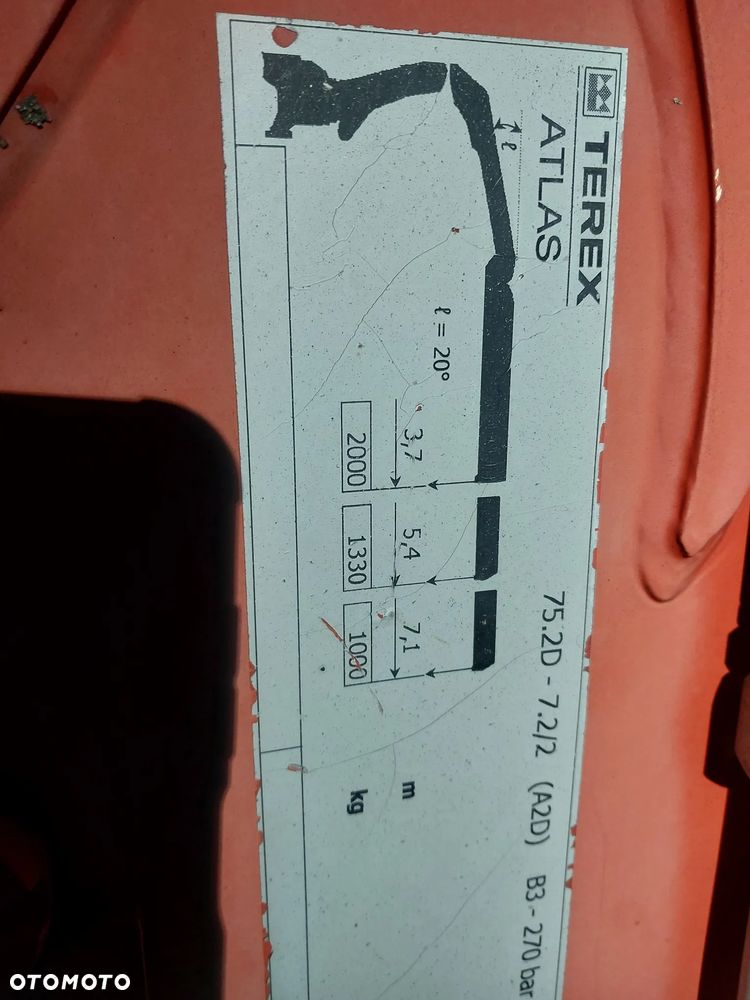 TEREX
ATLAS
75.2D - 7.2/2 (A2D) B3 - 270 bar
ℓ
ℓ = 20°
3,7 5,4 7,1 m
2000 1330 1000 kg
OTOMOTO